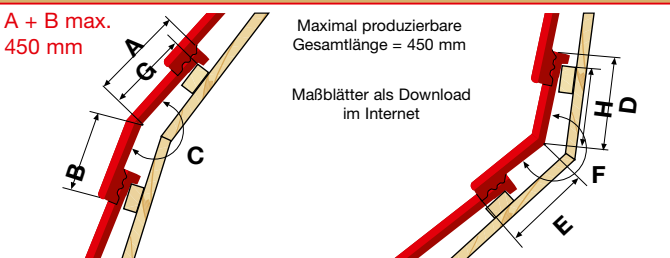 A + B max.
450 mm
Maximal produzierbare
Gesamtlänge = 450 mm
Maßblätter als Download
im Internet
A
G
B
C
H
D
F
E